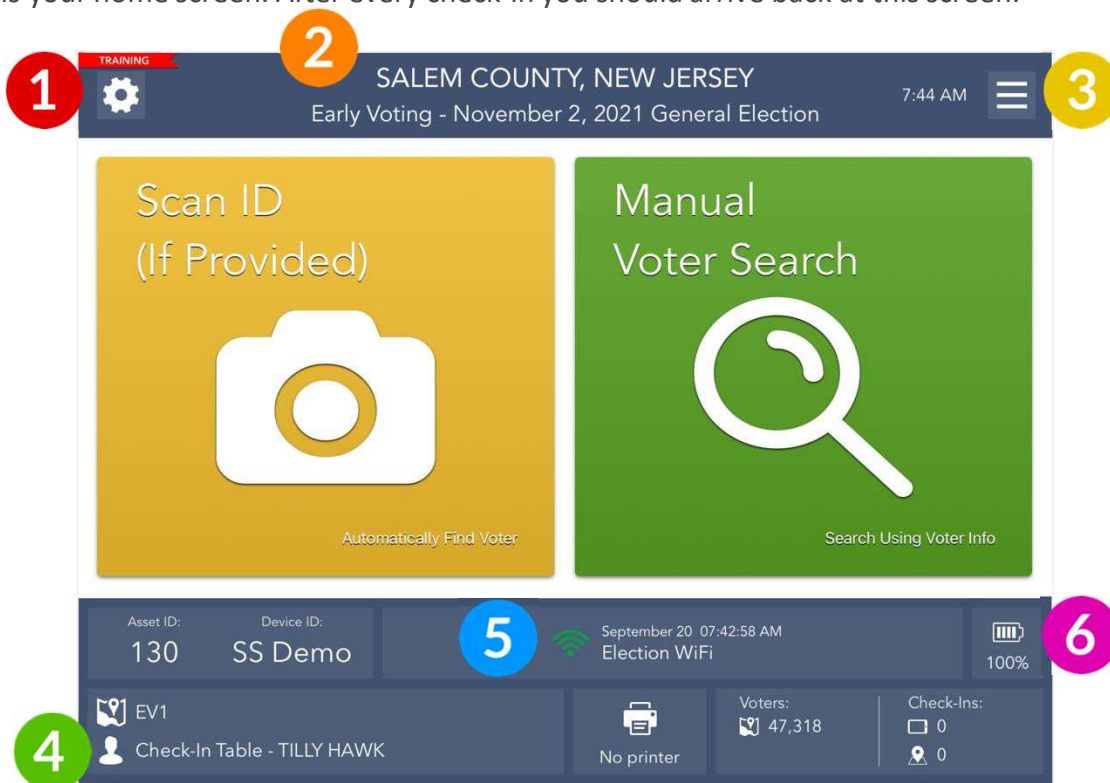 is your home screen. After every check-in you should arrive back at this screen.
1
TRAINING
2
SALEM COUNTY, NEW JERSEY
Early Voting - November 2, 2021 General Election
7:44 AM
3
Scan ID
(If Provided)
Automatically Find Voter
Manual
Voter Search
Search Using Voter Info
Asset ID:
130
Device ID:
SS Demo
5
September 20 07:42:58 AM
Election WiFi
100%
6
4
EV1
Check-In Table - TILLY HAWK
No printer
Voters:
47,318
Check-Ins:
0
0